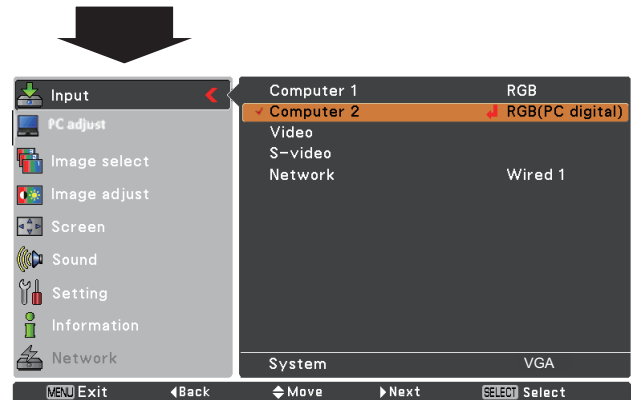 Input
PC adjust
Image select
Image adjust
Screen
Sound
Setting
Information
Network
Computer 1 RGB
Computer 2 RGB(PC digital)
Video
S-video
Network Wired 1
System VGA
MENU Exit Back Move Next SELECT Select